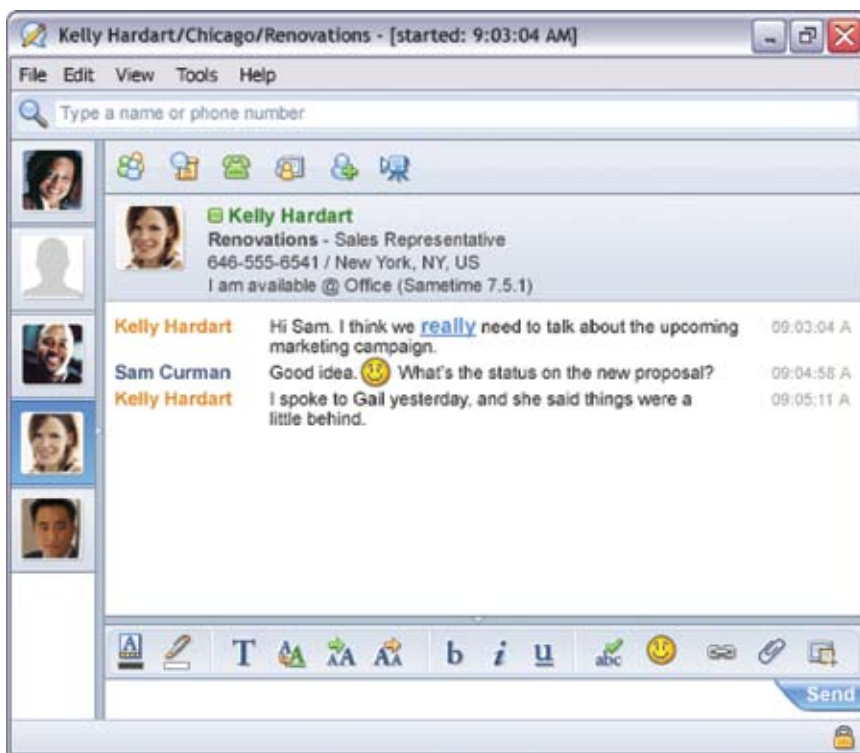 Kelly Hardart/Chicago/Renovations - [started: 9:03:04 AM]
File Edit View Tools Help
Type a name or phone number
Kelly Hardart
Renovations - Sales Representative
646-555-6541 / New York, NY, US
I am available @ Office (Sametime 7.5.1)
Kelly Hardart Hi Sam. I think we really need to talk about the upcoming 09:03:04 A
marketing campaign.
Sam Curman Good idea. What's the status on the new proposal? 09:04:58 A
Kelly Hardart I spoke to Gail yesterday, and she said things were a 09:05:11 A
little behind.
A T A A A A A A b i u abc
Send